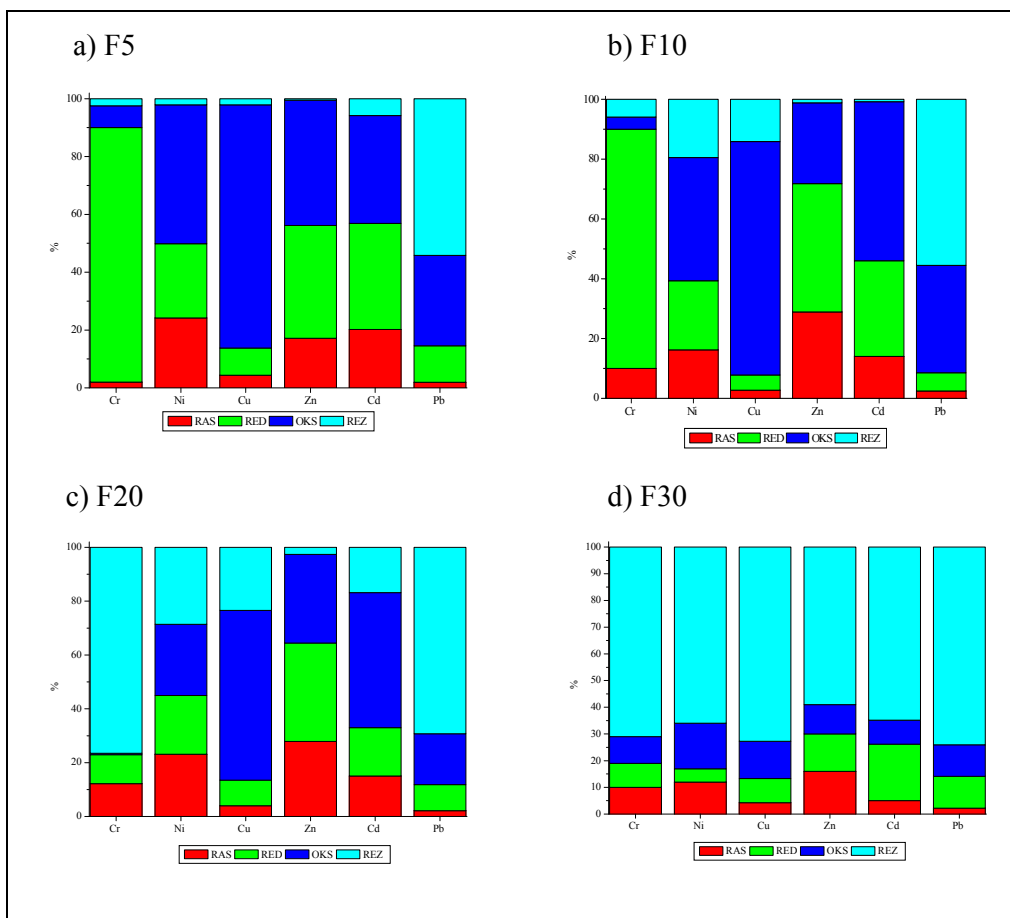 a) F5
100
80
60
40
20
0
%
Cr Ni Cu Zn Cd Pb
RAS RED OKS REZ
b) F10
100
80
60
40
20
0
%
Cr Ni Cu Zn Cd Pb
RAS RED OKS REZ
c) F20
100
80
60
40
20
0
%
Cr Ni Cu Zn Cd Pb
RAS RED OKS REZ
d) F30
100
90
80
70
60
50
40
30
20
10
0
%
Cr Ni Cu Zn Cd Pb
RAS RED OKS REZ